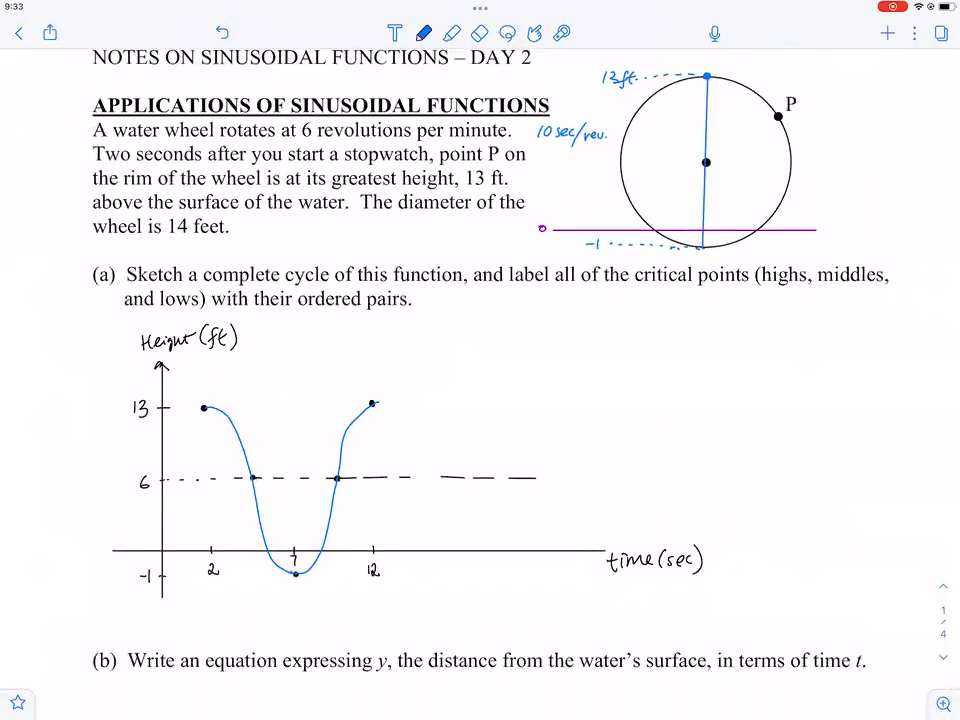 9:33
NOTES ON SINUSOIDAL FUNCTIONS – DAY 2
13ft.
P
APPLICATIONS OF SINUSOIDAL FUNCTIONS
A water wheel rotates at 6 revolutions per minute.
10 sec/rev.
Two seconds after you start a stopwatch, point P on
the rim of the wheel is at its greatest height, 13 ft.
above the surface of the water. The diameter of the
wheel is 14 feet.
0
-1
(a) Sketch a complete cycle of this function, and label all of the critical points (highs, middles,
and lows) with their ordered pairs.
Height (ft)
13
6
-1
2
7
12
time (sec)
1
/
4
(b) Write an equation expressing y, the distance from the water's surface, in terms of time t.